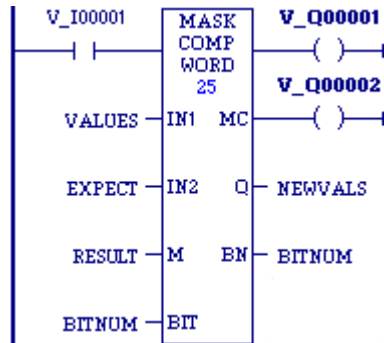 V_I00001 MASK V_Q00001
COMP
WORD
25 V_Q00002
VALUES IN1 MC
EXPECT IN2 Q NEWVALS
RESULT M BN BITNUM
BITNUM BIT